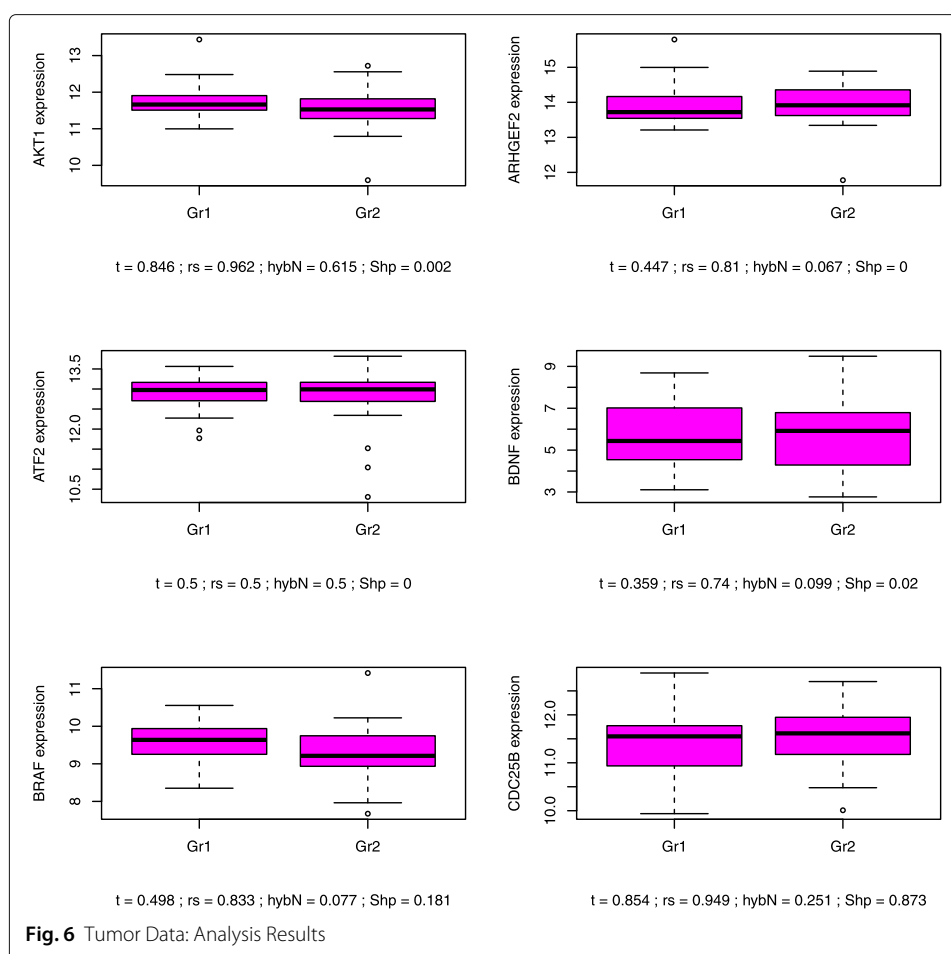 AKT1 expression
13
12
11
10
Gr1 Gr2
t = 0.846 ; rs = 0.962 ; hybN = 0.615 ; Shp = 0.002
ARHGEF2 expression
15
14
13
12
Gr1 Gr2
t = 0.447 ; rs = 0.81 ; hybN = 0.067 ; Shp = 0
ATF2 expression
13.5
12.0
10.5
Gr1 Gr2
t = 0.5 ; rs = 0.5 ; hybN = 0.5 ; Shp = 0
BDNF expression
9
7
5
3
Gr1 Gr2
t = 0.359 ; rs = 0.74 ; hybN = 0.099 ; Shp = 0.02
BRAF expression
11
10
9
8
Gr1 Gr2
t = 0.498 ; rs = 0.833 ; hybN = 0.077 ; Shp = 0.181
CDC25B expression
12.0
11.0
10.0
Gr1 Gr2
t = 0.854 ; rs = 0.949 ; hybN = 0.251 ; Shp = 0.873
Fig. 6 Tumor Data: Analysis Results